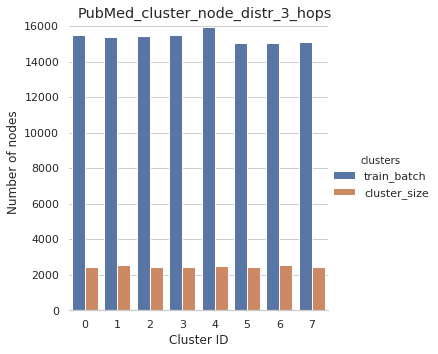 PubMed_cluster_node_distr_3_hops
16000
14000
12000
10000
8000
6000
4000
2000
0
Number of nodes
0 1 2 3 4 5 6 7
Cluster ID
clusters
train_batch
cluster_size